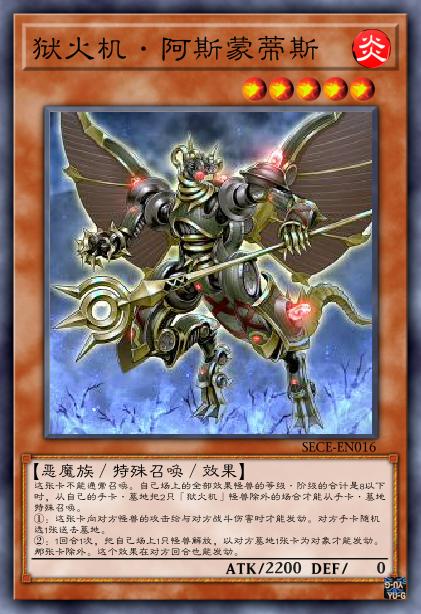 狱火机·阿斯蒙蒂斯
炎
SECE-EN016
【恶魔族／特殊召唤／效果】
这张卡不能通常召唤。自己场上的全部效果怪兽的等级·阶级的合计是8以下
时，从自己的手卡·墓地把2只「狱火机」怪兽除外的场合才能从手卡·墓地
特殊召唤。
①：这张卡向对方怪兽的攻击给与对方战斗伤害时才能发动。对方手卡随机
选1张送去墓地。
②：1回合1次，把自己场上1只怪兽解放，以对方墓地1张卡为对象才能发动。
那张卡除外。这个效果在对方回合也能发动。
ATK/2200 DEF/ 0